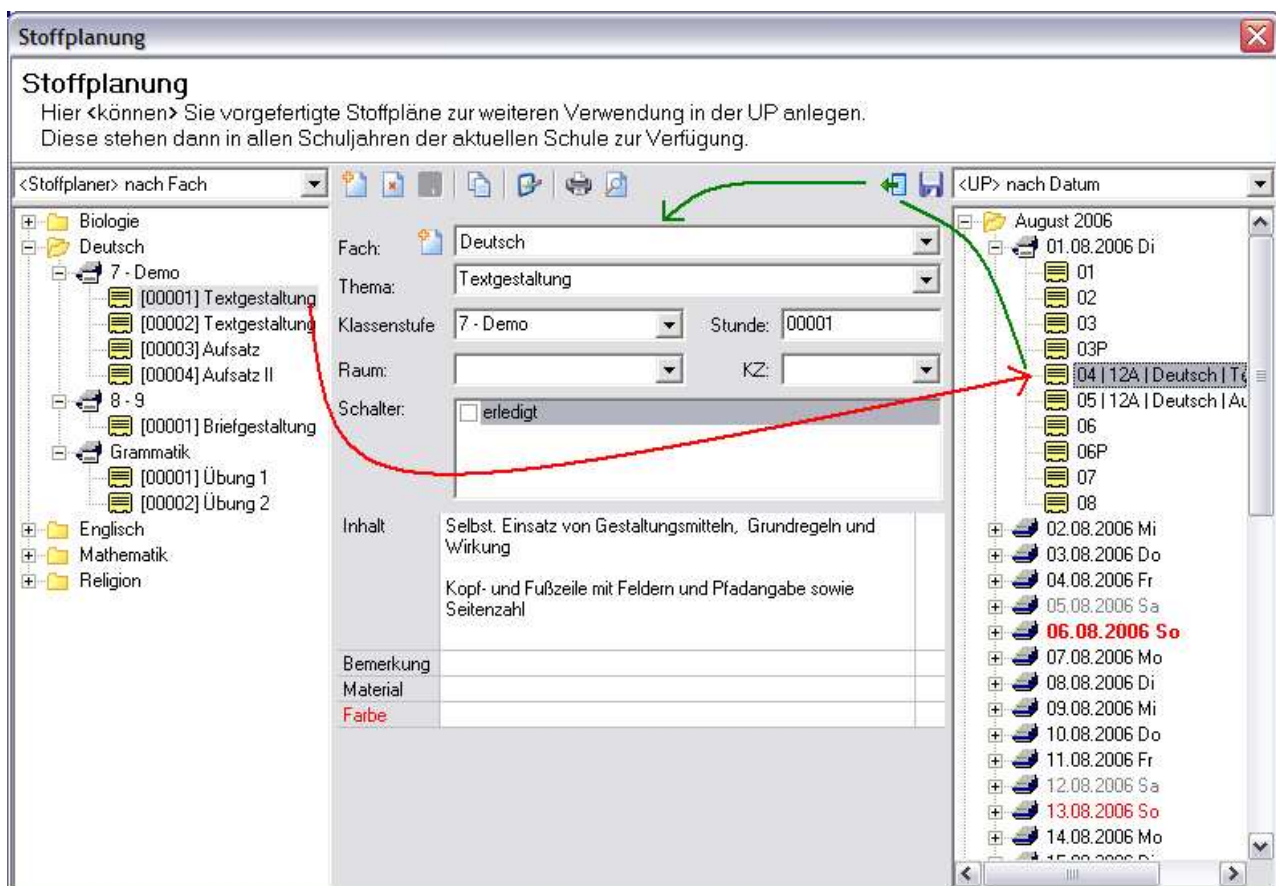 Stoffplanung
Stoffplanung
Hier <können> Sie vorgefertigte Stoffpläne zur weiteren Verwendung in der UP anlegen.
Diese stehen dann in allen Schuljahren der aktuellen Schule zur Verfügung.
<Stoffplaner> nach Fach
Biologie
Deutsch
7 - Demo
[00001] Textgestaltung
[00002] Textgestaltung
[00003] Aufsatz
[00004] Aufsatz II
8 - 9
[00001] Briefgestaltung
Grammatik
[00001] Übung 1
[00002] Übung 2
Englisch
Mathematik
Religion
Fach: Deutsch
Thema: Textgestaltung
Klassenstufe 7 - Demo Stunde: 00001
Raum: KZ:
Schalter: erledigt
Inhalt Selbst. Einsatz von Gestaltungsmitteln, Grundregeln und
Wirkung
Kopf- und Fußzeile mit Feldern und Pfadangabe sowie
Seitenzahl
Bemerkung
Material
Farbe
<UP> nach Datum
August 2006
01.08.2006 Di
01
02
03
03P
04 | 12A | Deutsch |
05 | 12A | Deutsch | Au
06
06P
07
08
02.08.2006 Mi
03.08.2006 Do
04.08.2006 Fr
05.08.2006 Sa
06.08.2006 So
07.08.2006 Mo
08.08.2006 Di
09.08.2006 Mi
10.08.2006 Do
11.08.2006 Fr
12.08.2006 Sa
13.08.2006 So
14.08.2006 Mo